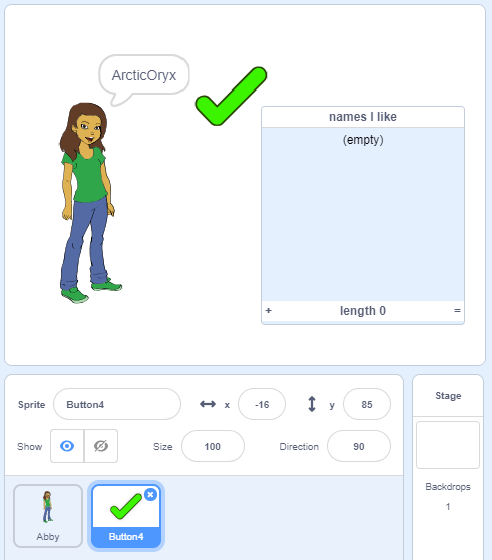 ArcticOryx
names I like
(empty)
+ length 0 =
Sprite Button4 x -16 y 85
Show Size 100 Direction 90
Abby
Button4
Stage
Backdrops
1